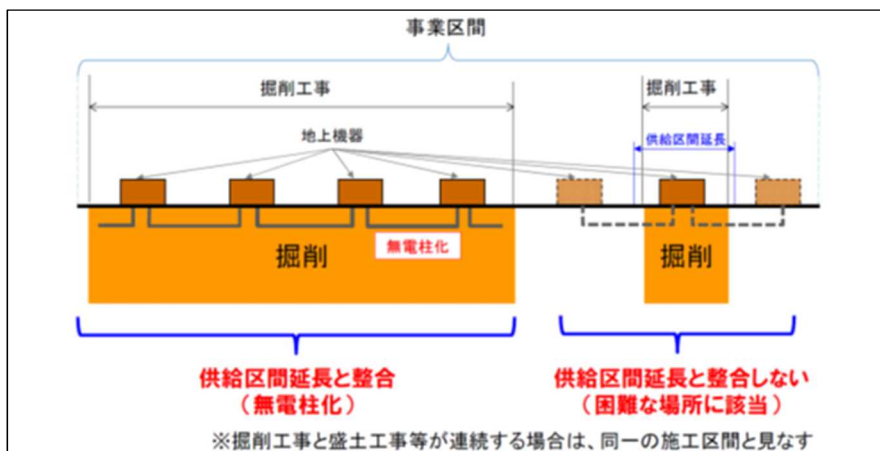 事業区間
掘削工事
掘削工事
地上機器
供給区間延長
無電柱化
掘削
掘削
供給区間延長と整合
（無電柱化）
供給区間延長と整合しない
（困難な場所に該当）
※掘削工事と盛土工事等が連続する場合は、同一の施工区間と見なす